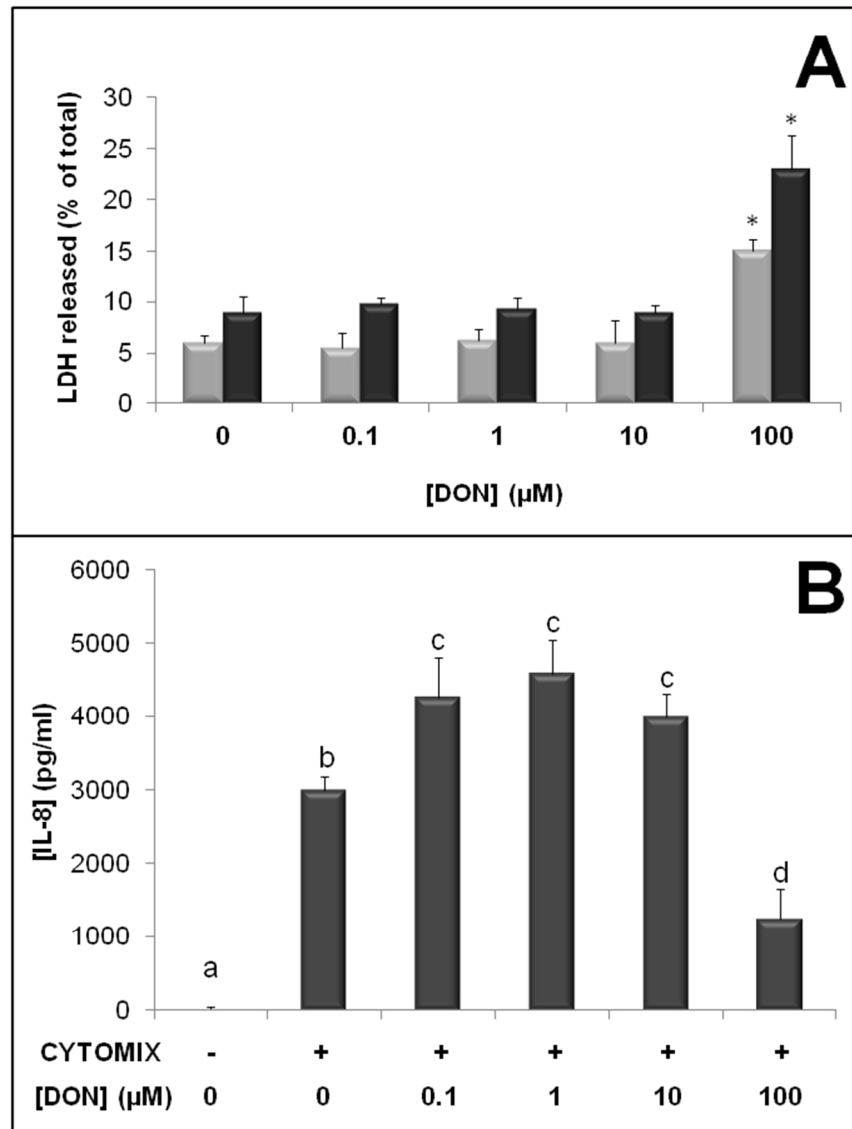 A
LDH released (% of total)
30
25
20
15
10
5
0
* *
0 0.1 1 10 100
[DON] (µM)
B
[IL-8] (pg/ml)
6000
5000
4000
3000
2000
1000
0
a b c c c d
CYTOMIX - + + + + +
[DON] (µM) 0 0 0.1 1 10 100